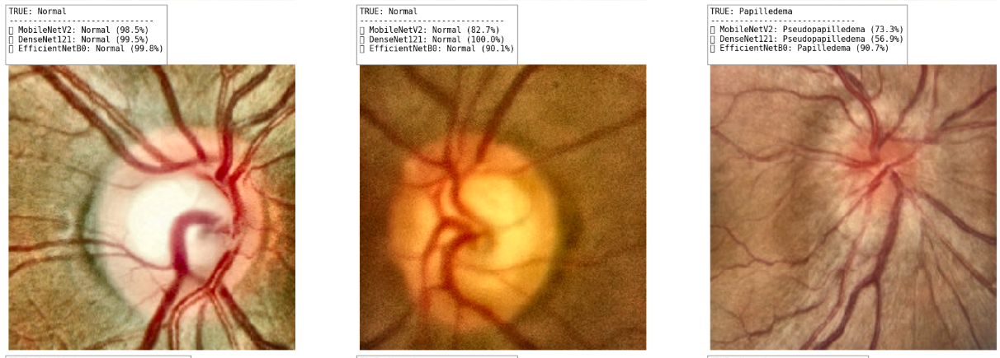 TRUE: Normal
-----------------------------
▯ MobileNetV2: Normal (98.5%)
▯ DenseNet121: Normal (99.5%)
▯ EfficientNetB0: Normal (99.8%)
TRUE: Normal
-----------------------------
▯ MobileNetV2: Normal (82.7%)
▯ DenseNet121: Normal (100.0%)
▯ EfficientNetB0: Normal (90.1%)
TRUE: Papilledema
-----------------------------
▯ MobileNetV2: Pseudopapilledema (73.3%)
▯ DenseNet121: Pseudopapilledema (56.9%)
▯ EfficientNetB0: Papilledema (90.7%)